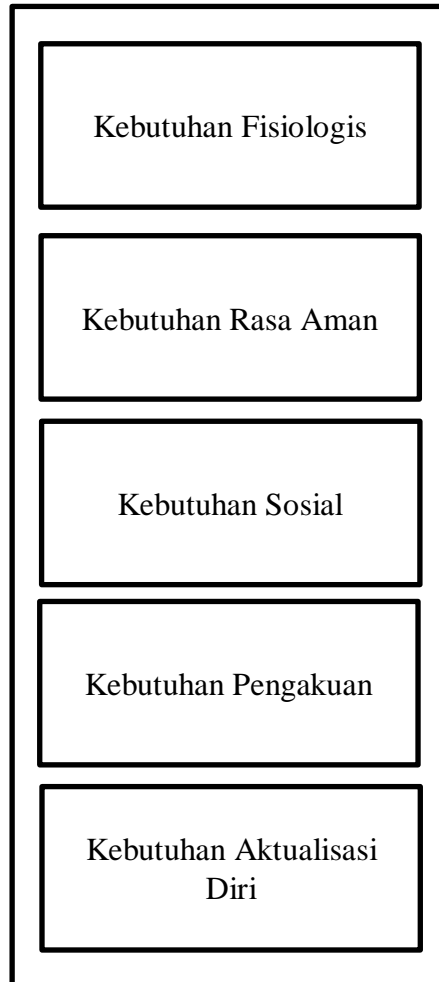 Kebutuhan Fisiologis
Kebutuhan Rasa Aman
Kebutuhan Sosial
Kebutuhan Pengakuan
Kebutuhan Aktualisasi
Diri